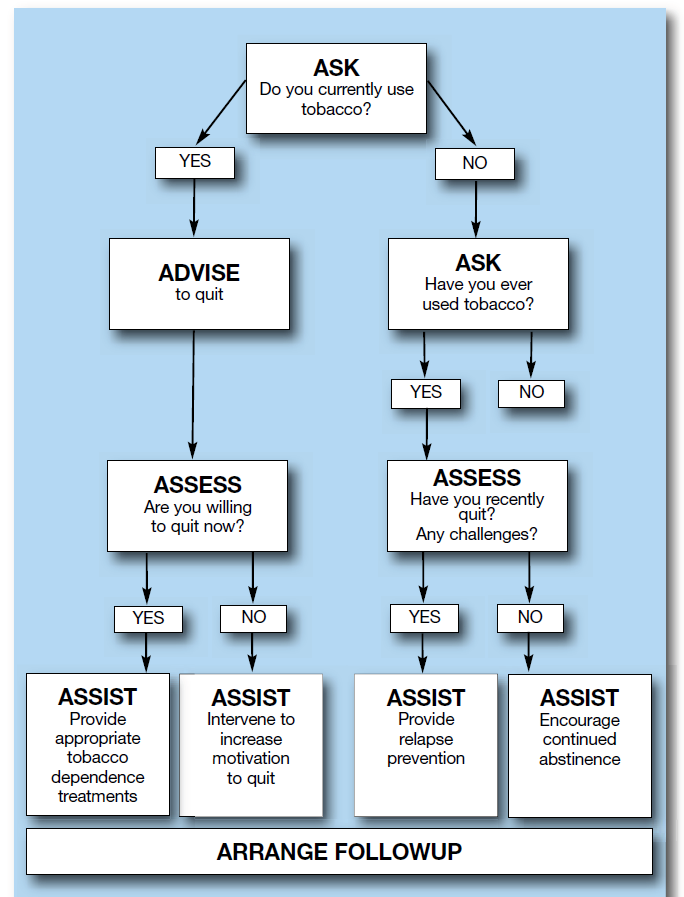 ASK
Do you currently use
tobacco?
YES
NO
ADVISE
to quit
ASK
Have you ever
used tobacco?
YES
NO
ASSESS
Are you willing
to quit now?
ASSESS
Have you recently
quit?
Any challenges?
YES
NO
YES
NO
ASSIST
Provide
appropriate
tobacco
dependence
treatments
ASSIST
Intervene to
increase
motivation
to quit
ASSIST
Provide
relapse
prevention
ASSIST
Encourage
continued
abstinence
ARRANGE FOLLOWUP